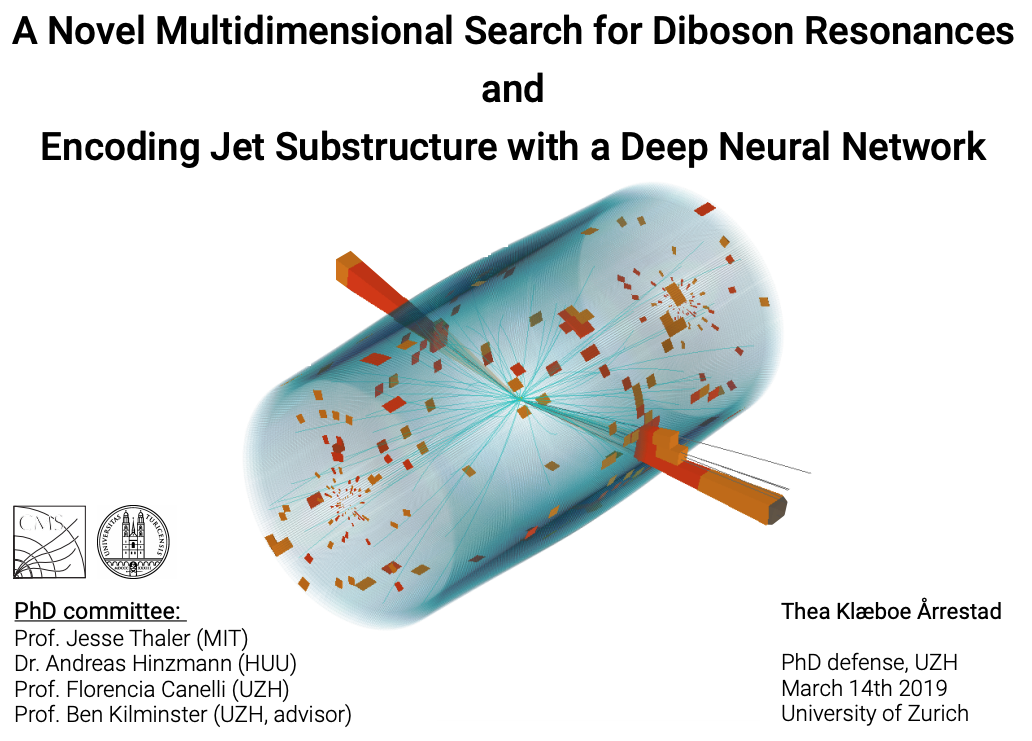 A Novel Multidimensional Search for Diboson Resonances
and
Encoding Jet Substructure with a Deep Neural Network
CMS
UNIVERSITAS TURICENSIS
PhD committee:
Prof. Jesse Thaler (MIT)
Dr. Andreas Hinzmann (HUU)
Prof. Florencia Canelli (UZH)
Prof. Ben Kilminster (UZH, advisor)
Thea Klæboe Årrestad
PhD defense, UZH
March 14th 2019
University of Zurich